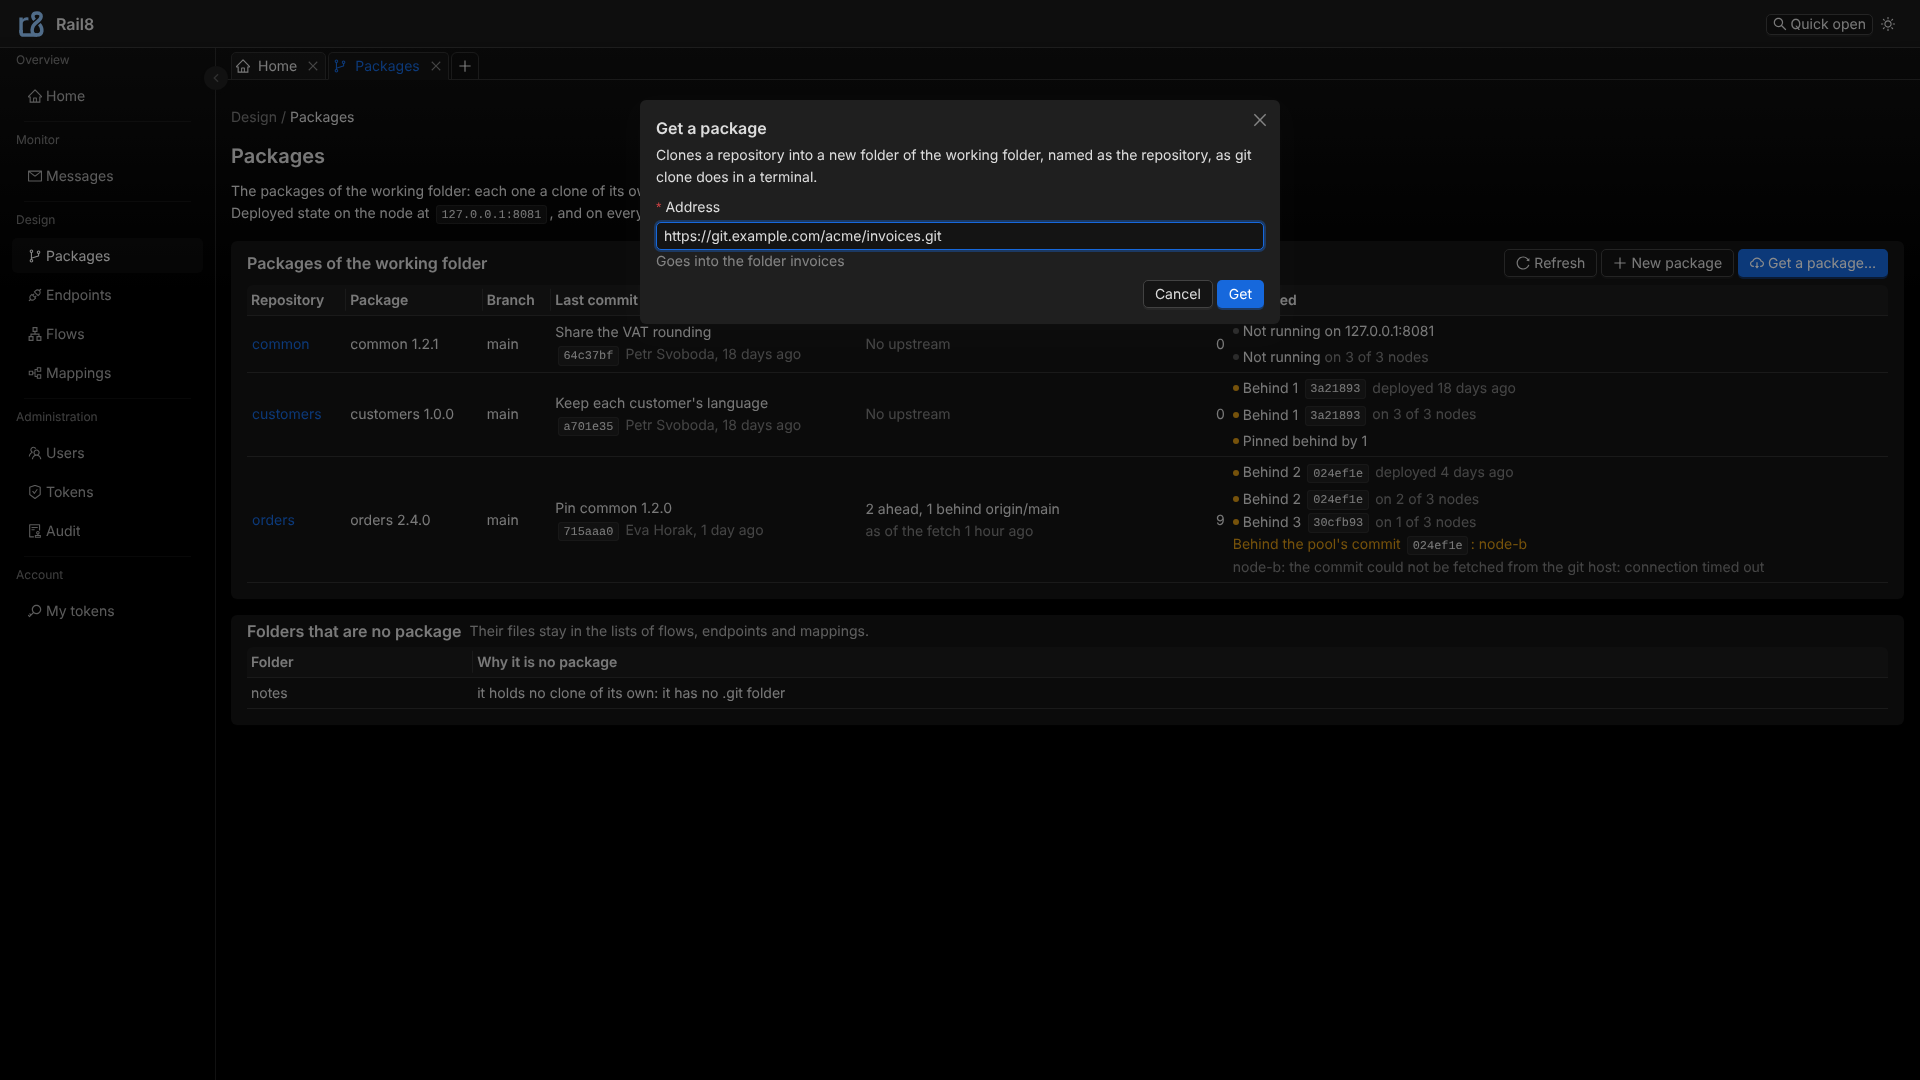 Rail8
Quick open
Overview
Home
Monitor
Messages
Design
Packages
Endpoints
Flows
Mappings
Administration
Users
Tokens
Audit
Account
My tokens
Home
Packages
Design / Packages
Packages
The packages of the working folder: each one a clone of its
Deployed state on the node at 127.0.0.1:8081, and on every
Get a package
Clones a repository into a new folder of the working folder, named as the repository, as git
clone does in a terminal.
* Address
https://git.example.com/acme/invoices.git
Goes into the folder invoices
Cancel
Get
Packages of the working folder
Refresh
New package
Get a package...
Repository Package Branch Last commit
common common 1.2.1 main Share the VAT rounding
64c37bf Petr Svoboda, 18 days ago
No upstream 0
Not running on 127.0.0.1:8081
Not running on 3 of 3 nodes
customers customers 1.0.0 main Keep each customer's language
a701e35 Petr Svoboda, 18 days ago
No upstream 0
Behind 1 3a21893 deployed 18 days ago
Behind 1 3a21893 on 3 of 3 nodes
Pinned behind by 1
orders orders 2.4.0 main Pin common 1.2.0
715aaa0 Eva Horak, 1 day ago
2 ahead, 1 behind origin/main
as of the fetch 1 hour ago
9
Behind 2 024ef1e deployed 4 days ago
Behind 2 024ef1e on 2 of 3 nodes
Behind 3 30cfb93 on 1 of 3 nodes
Behind the pool's commit 024ef1e : node-b
node-b: the commit could not be fetched from the git host: connection timed out
Folders that are no package Their files stay in the lists of flows, endpoints and mappings.
Folder Why it is no package
notes it holds no clone of its own: it has no .git folder